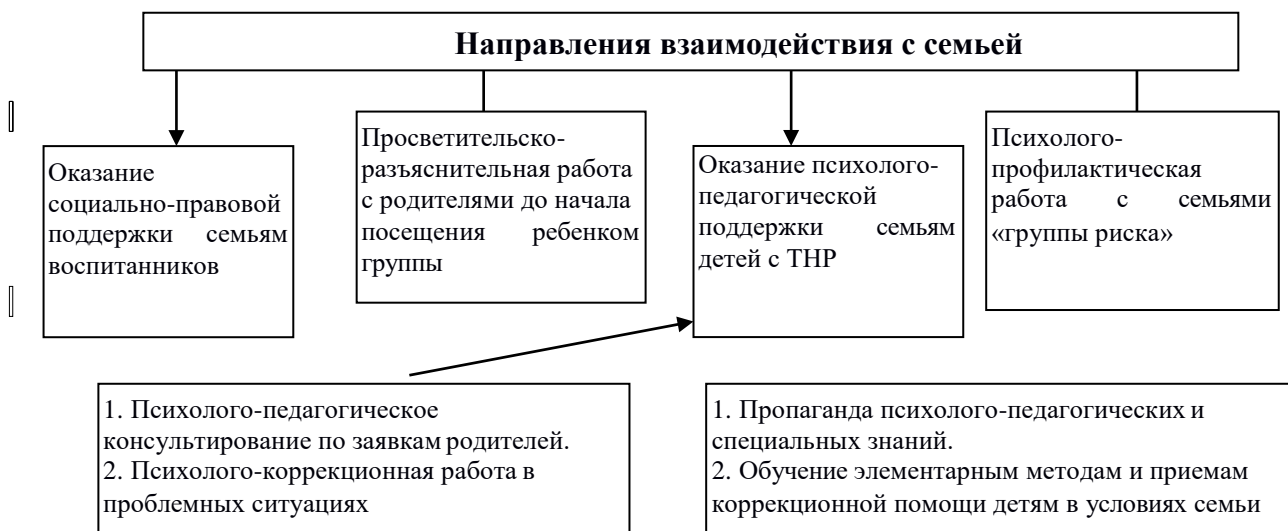 Направления взаимодействия с семьей
Оказание
социально-правовой
поддержки семьям
воспитанников
Просветительско-
разъяснительная работа
с родителями до начала
посещения ребенком
группы
Оказание психолого-
педагогической
поддержки семьям
детей с ТНР
Психолого-
профилактическая
работа с семьями
«группы риска»
1. Психолого-педагогическое
консультирование по заявкам родителей.
2. Психолого-коррекционная работа в
проблемных ситуациях
1. Пропаганда психолого-педагогических и
специальных знаний.
2. Обучение элементарным методам и приемам
коррекционной помощи детям в условиях семьи